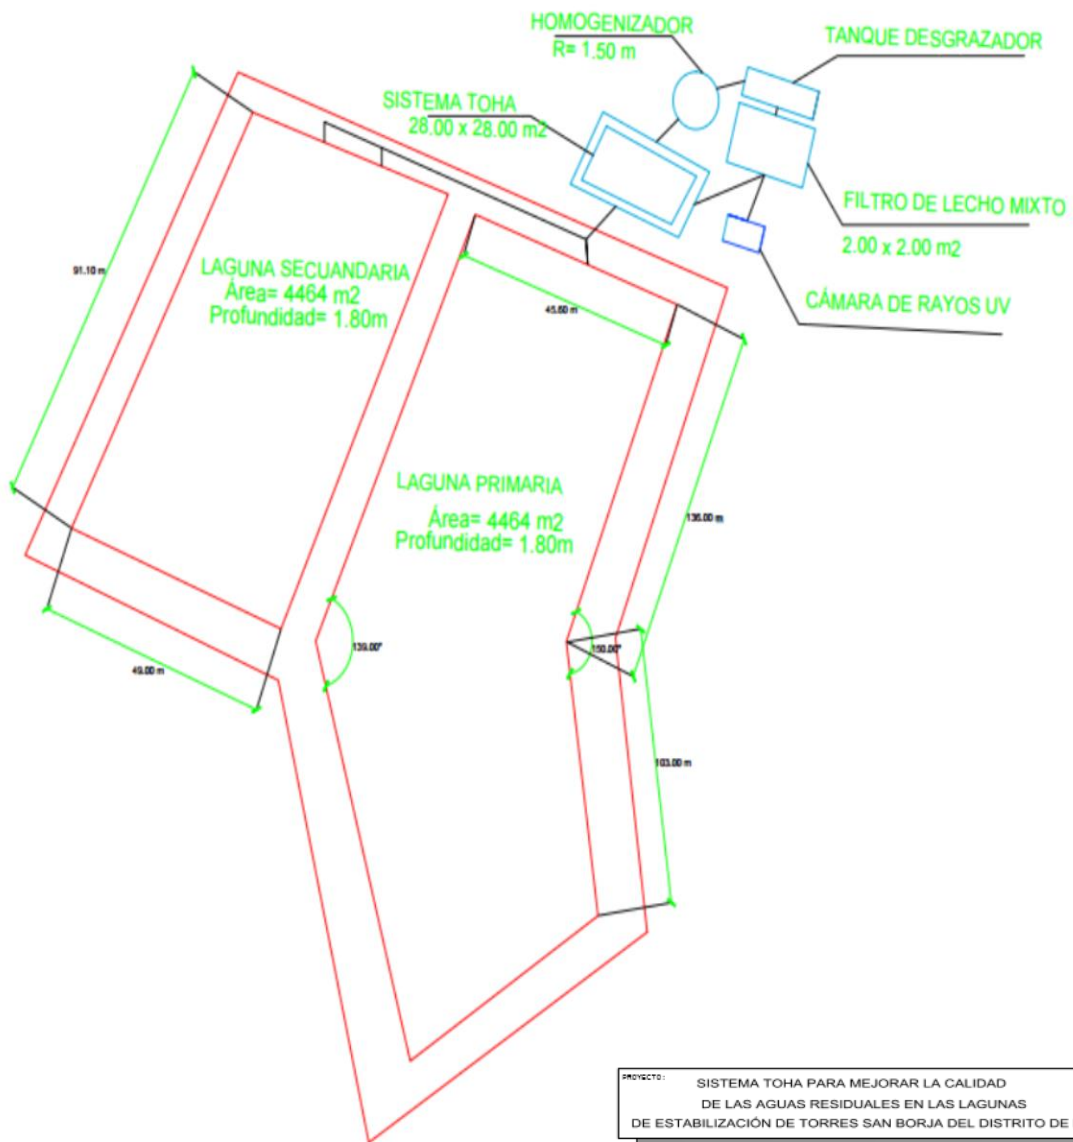 HOMOGENIZADOR
R= 1.50 m
TANQUE DESGRAZADOR
SISTEMA TOHA
28.00 x 28.00 m2
FILTRO DE LECHO MIXTO
2.00 x 2.00 m2
CÁMARA DE RAYOS UV
91.10 m
LAGUNA SECUANDARIA
Área= 4464 m2
Profundidad= 1.80m
45.60 m
LAGUNA PRIMARIA
Área= 4464 m2
Profundidad= 1.80m
136.00 m
139.00°
150.00°
49.00 m
103.00 m
PROYECTO:
SISTEMA TOHA PARA MEJORAR LA CALIDAD
DE LAS AGUAS RESIDUALES EN LAS LAGUNAS
DE ESTABILIZACIÓN DE TORRES SAN BORJA DEL DISTRITO DE